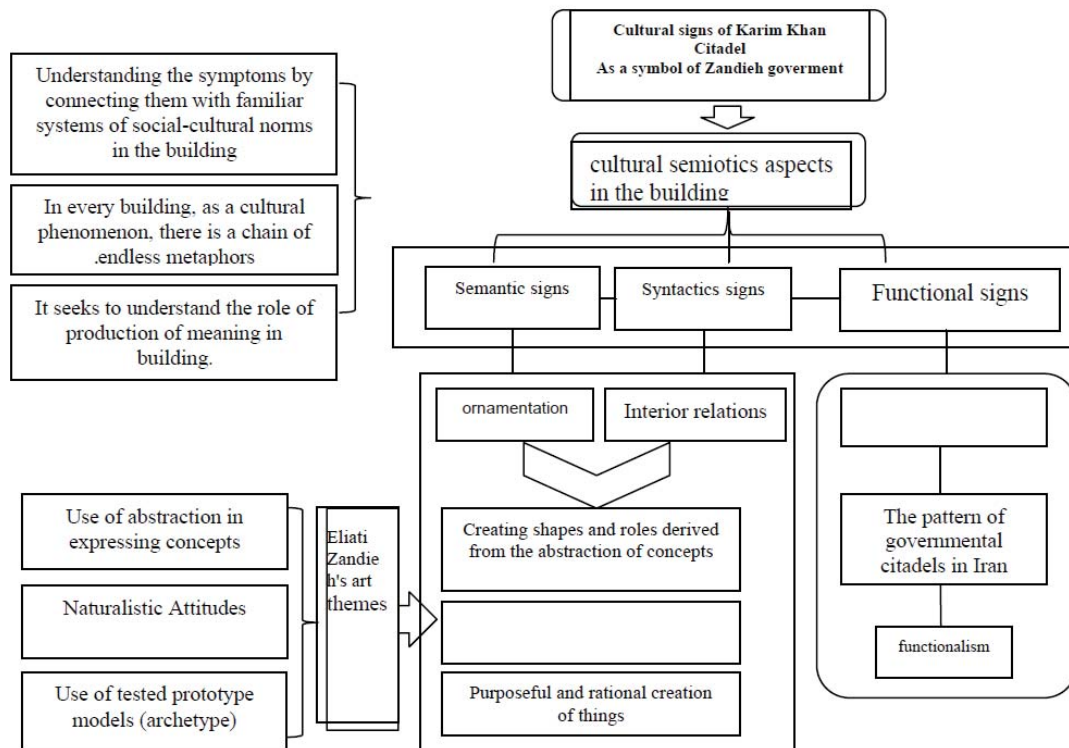 Cultural signs of Karim Khan
Citadel
As a symbol of Zandieh goverment
cultural semiotics aspects
in the building
Understanding the symptoms by
connecting them with familiar
systems of social-cultural norms
in the building
In every building, as a cultural
phenomenon, there is a chain of
.endless metaphors
It seeks to understand the role of
production of meaning in
building.
Semantic signs
Syntactics signs
Functional signs
ornamentation
Interior relations
Creating shapes and roles derived
from the abstraction of concepts
Purposeful and rational creation
of things
The pattern of
governmental
citadels in Iran
functionalism
Eliati
Zandie
h's art
themes
Use of abstraction in
expressing concepts
Naturalistic Attitudes
Use of tested prototype
models (archetype)